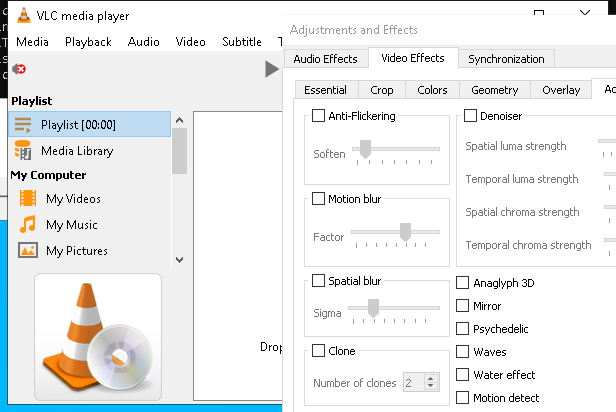 VLC media player
Media Playback Audio Video Subtitle
Playlist
Playlist [00:00]
Media Library
My Computer
My Videos
My Music
My Pictures
Adjustments and Effects
Audio Effects Video Effects Synchronization
Essential Crop Colors Geometry Overlay
Anti-Flickering
Soften
Motion blur
Factor
Spatial blur
Sigma
Clone
Number of clones 2
Denoiser
Spatial luma strength
Temporal luma strength
Spatial chroma strength
Temporal chroma strength
Anaglyph 3D
Mirror
Psychedelic
Waves
Water effect
Motion detect